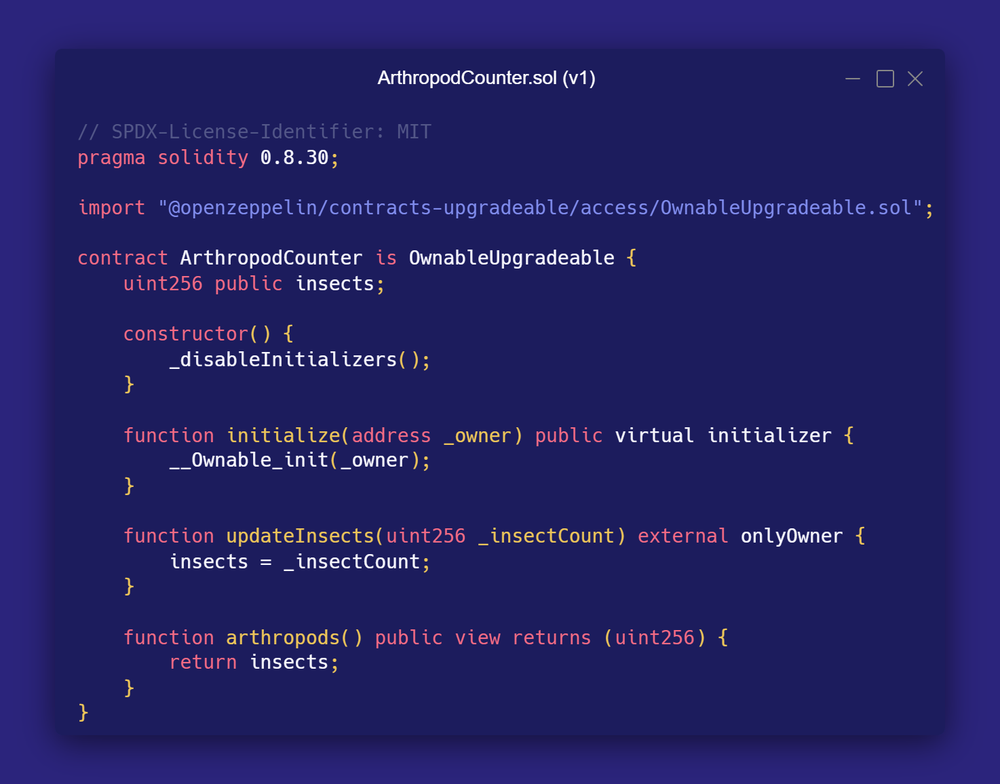 ArthropodCounter.sol (v1)
// SPDX-License-Identifier: MIT
pragma solidity 0.8.30;
import "@openzeppelin/contracts-upgradeable/access/OwnableUpgradeable.sol";
contract ArthropodCounter is OwnableUpgradeable {
    uint256 public insects;
    constructor() {
        _disableInitializers();
    }
    function initialize(address _owner) public virtual initializer {
        __Ownable_init(_owner);
    }
    function updateInsects(uint256 _insectCount) external onlyOwner {
        insects = _insectCount;
    }
    function arthropods() public view returns (uint256) {
        return insects;
    }
}